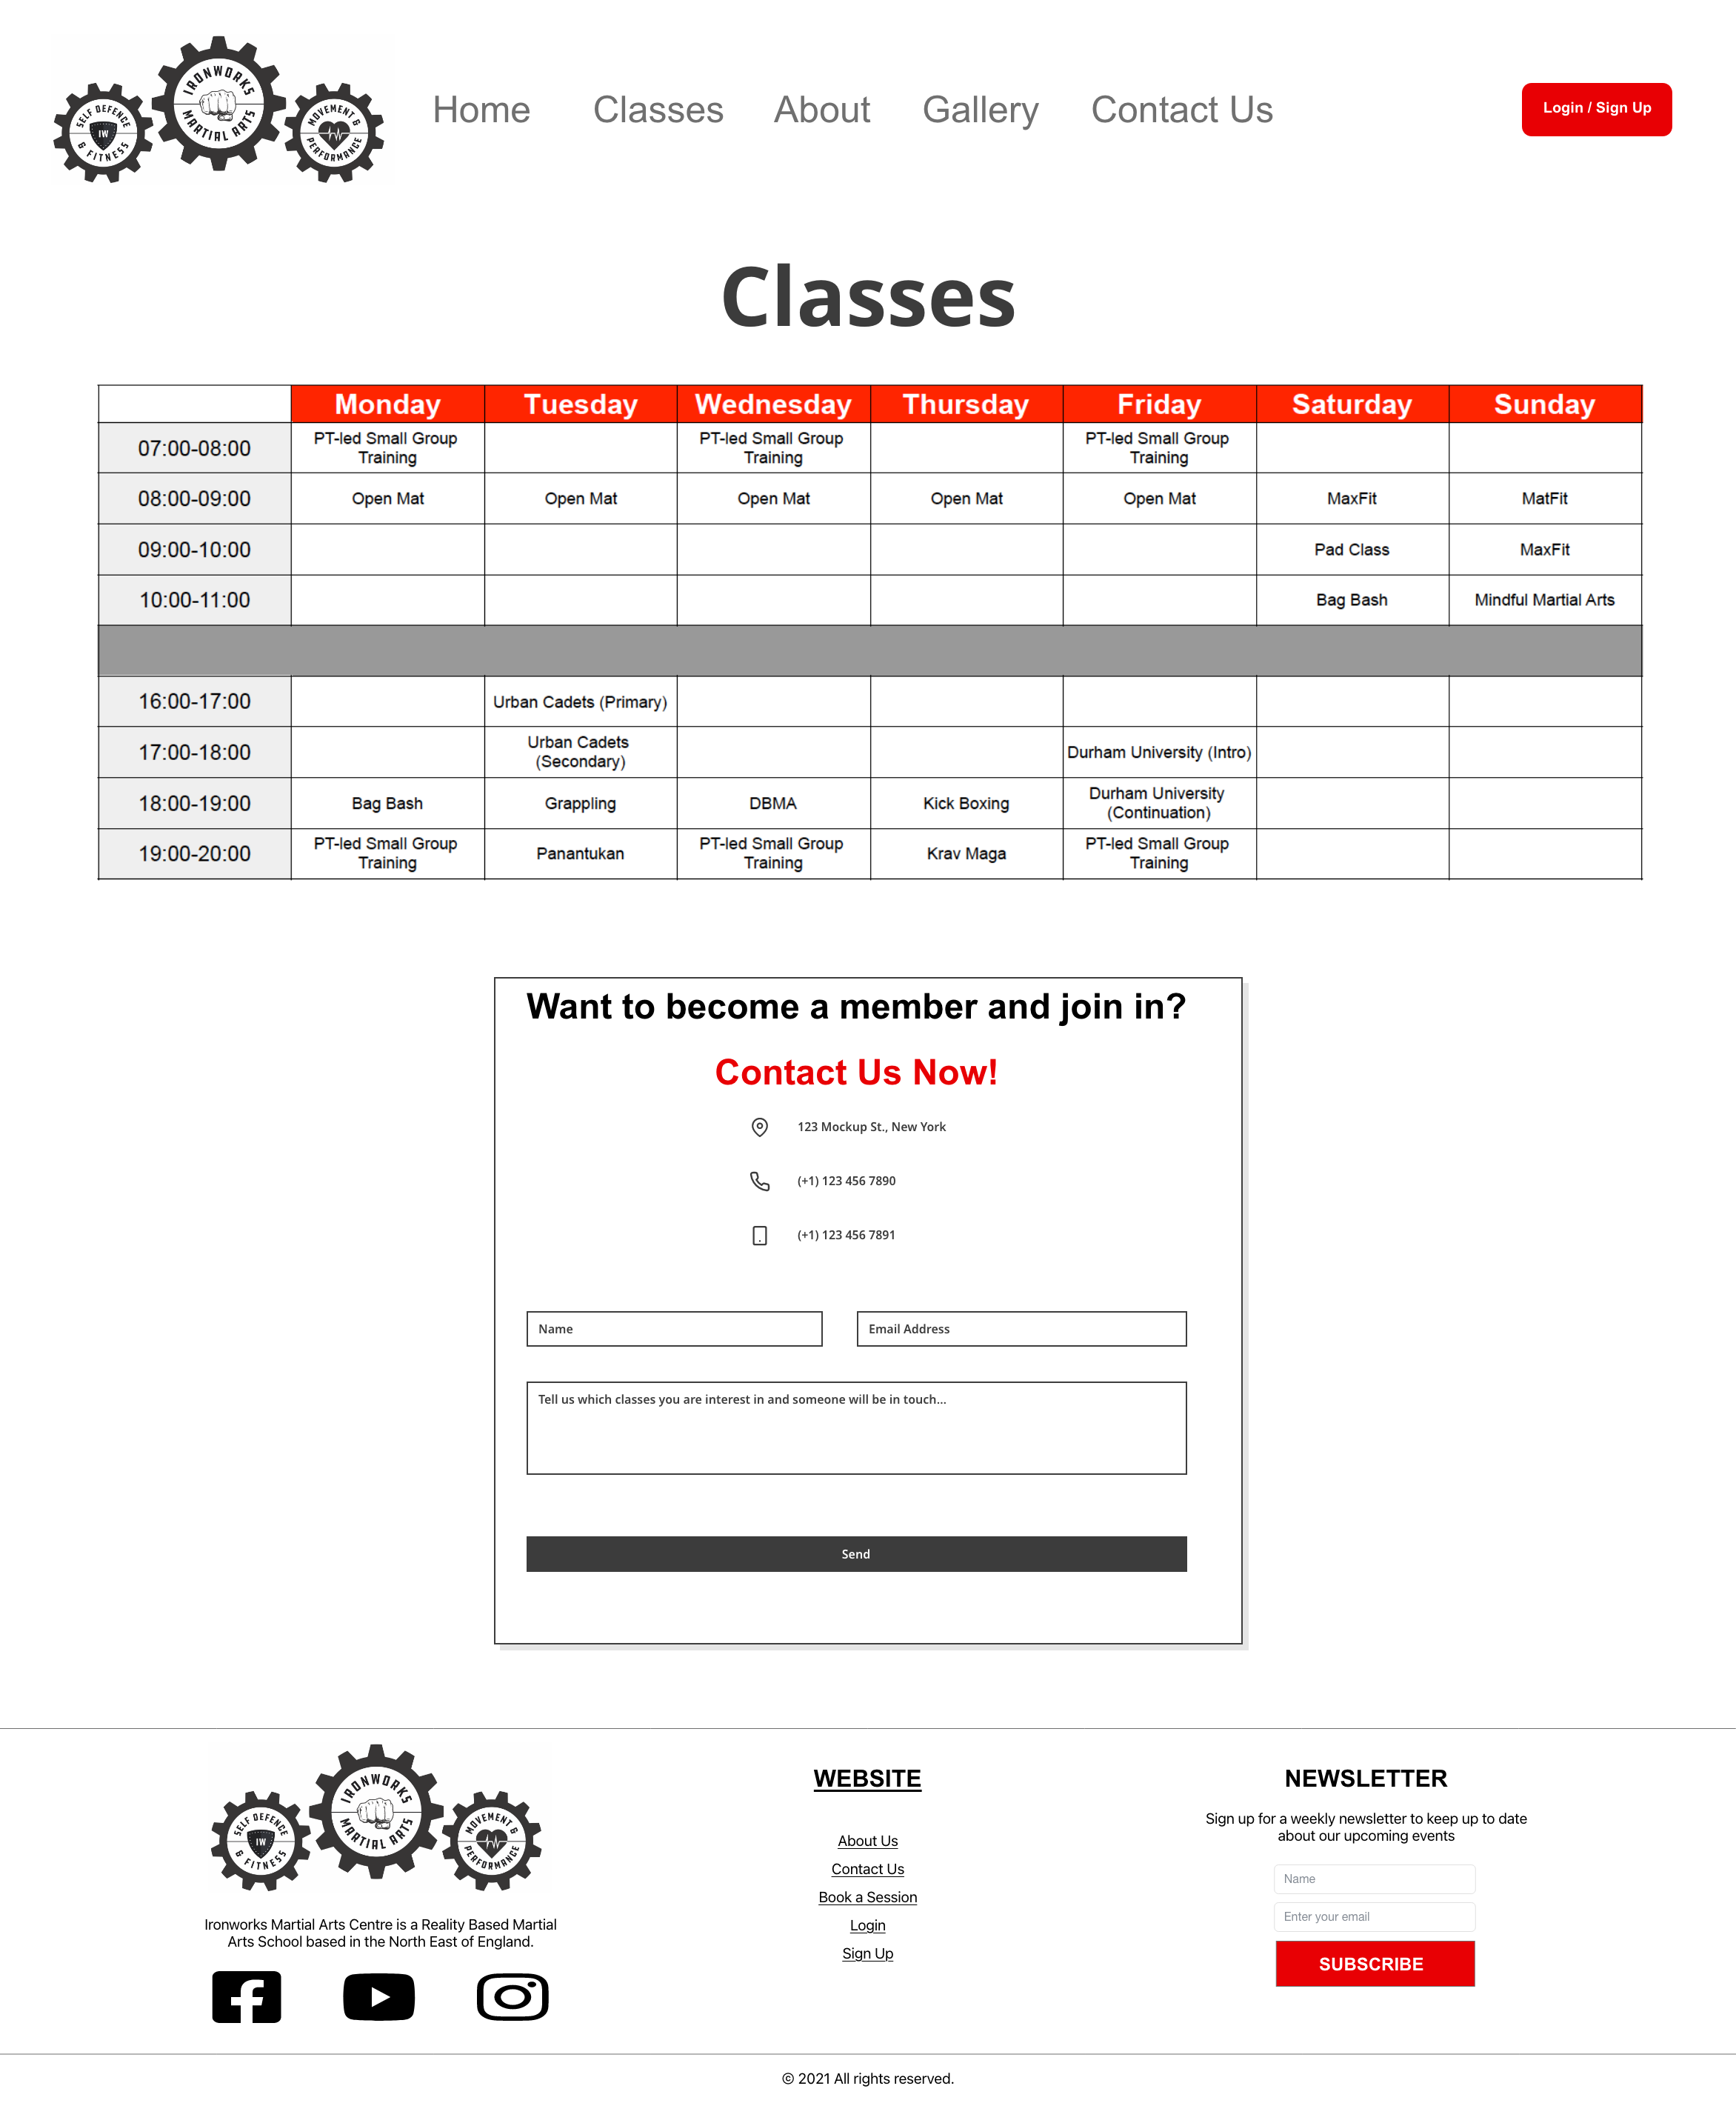 SELF DEFENCE
IW
& FITNESS
IRONWORKS
MARTIAL ARTS
MOVEMENT &
PERFORMANCE
Home Classes About Gallery Contact Us
Login / Sign Up
Classes
Monday Tuesday Wednesday Thursday Friday Saturday Sunday
07:00-08:00 PT-led Small Group Training PT-led Small Group Training PT-led Small Group Training
08:00-09:00 Open Mat Open Mat Open Mat Open Mat Open Mat MaxFit MatFit
09:00-10:00 Pad Class MaxFit
10:00-11:00 Bag Bash Mindful Martial Arts
16:00-17:00 Urban Cadets (Primary)
17:00-18:00 Urban Cadets (Secondary) Durham University (Intro)
18:00-19:00 Bag Bash Grappling DBMA Kick Boxing Durham University (Continuation)
19:00-20:00 PT-led Small Group Training Panantukan PT-led Small Group Training Krav Maga PT-led Small Group Training
Want to become a member and join in?
Contact Us Now!
123 Mockup St., New York
(+1) 123 456 7890
(+1) 123 456 7891
Name Email Address
Tell us which classes you are interest in and someone will be in touch...
Send
SELF DEFENCE
IW
& FITNESS
IRONWORKS
MARTIAL ARTS
MOVEMENT &
PERFORMANCE
Ironworks Martial Arts Centre is a Reality Based Martial
Arts School based in the North East of England.
WEBSITE
About Us
Contact Us
Book a Session
Login
Sign Up
NEWSLETTER
Sign up for a weekly newsletter to keep up to date
about our upcoming events
Name
Enter your email
SUBSCRIBE
© 2021 All rights reserved.